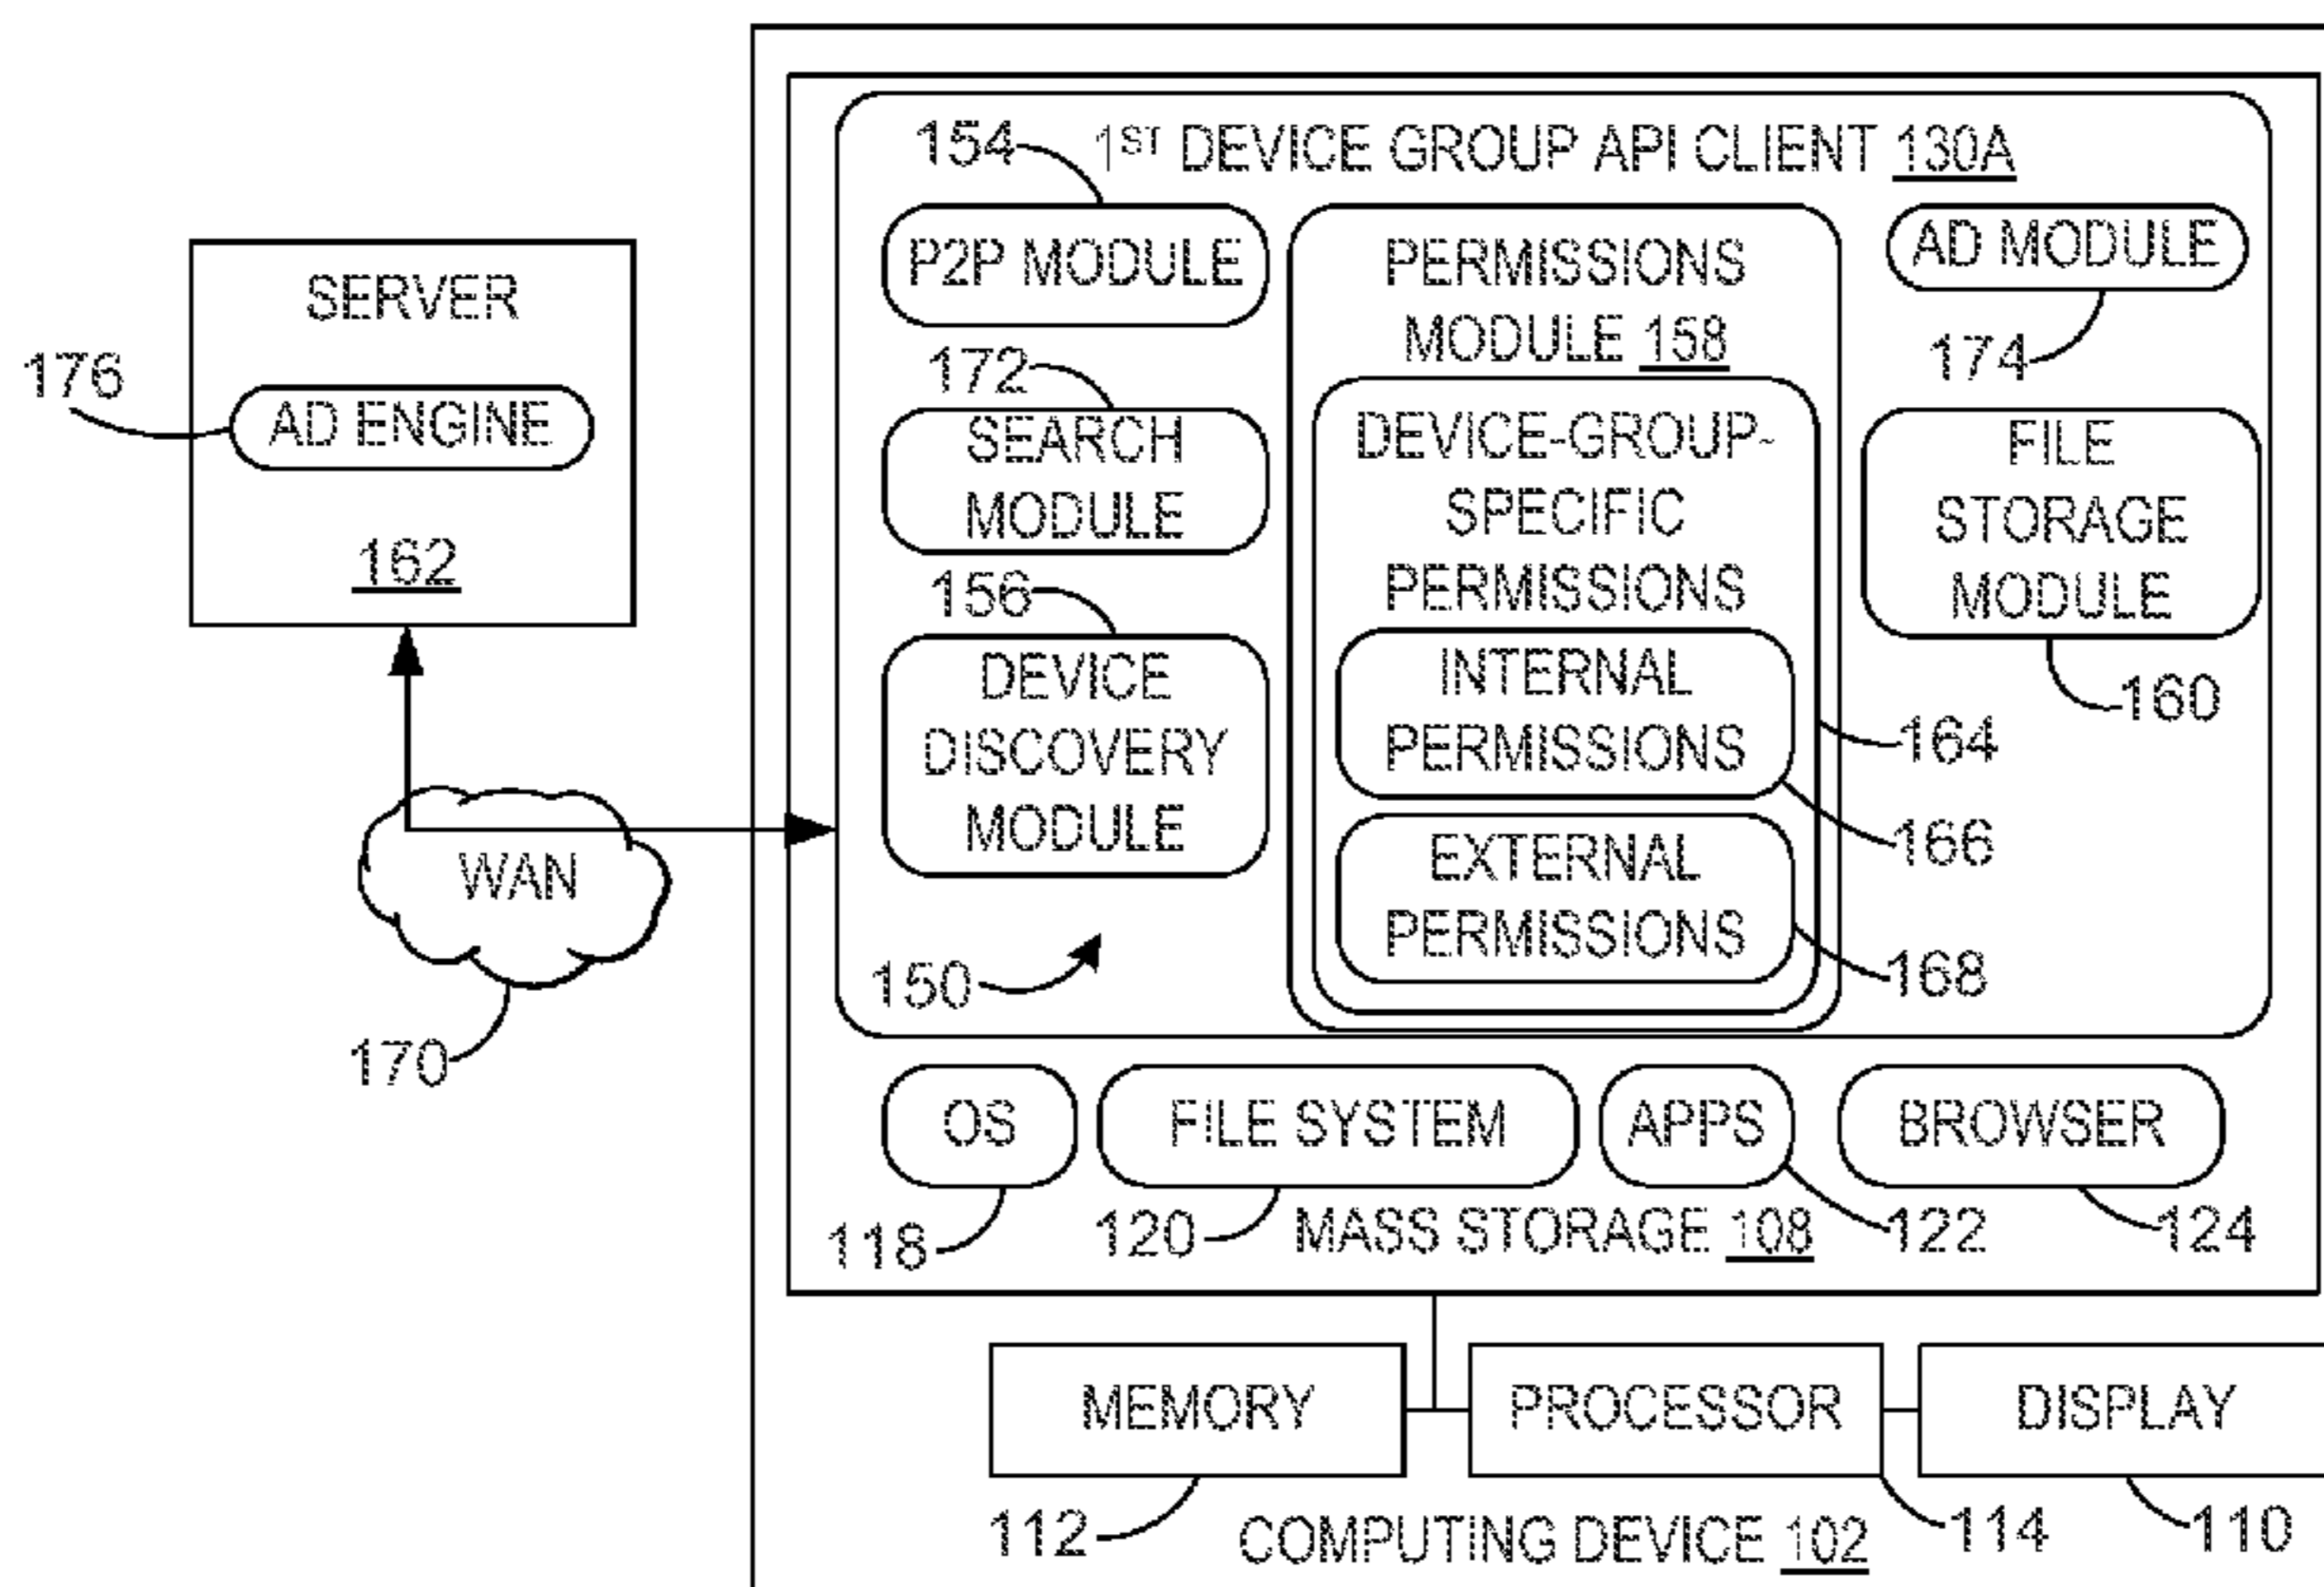 154
1ST DEVICE GROUP API CLIENT 130A
P2P MODULE
PERMISSIONS
MODULE 158
AD MODULE
174
SERVER
176
AD ENGINE
162
172
SEARCH
MODULE
DEVICE-GROUP-
SPECIFIC
PERMISSIONS
FILE
STORAGE
MODULE
160
156
DEVICE
DISCOVERY
MODULE
INTERNAL
PERMISSIONS
164
166
EXTERNAL
PERMISSIONS
168
WAN
170
150
OS
FILE SYSTEM
APPS
BROWSER
118
120
MASS STORAGE 108
122
124
MEMORY
PROCESSOR
DISPLAY
112
COMPUTING DEVICE 102
114
110